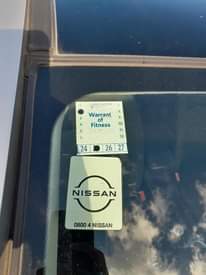 Warrant
of
Fitness
24 26 27
NISSAN
0800 4 NISSAN